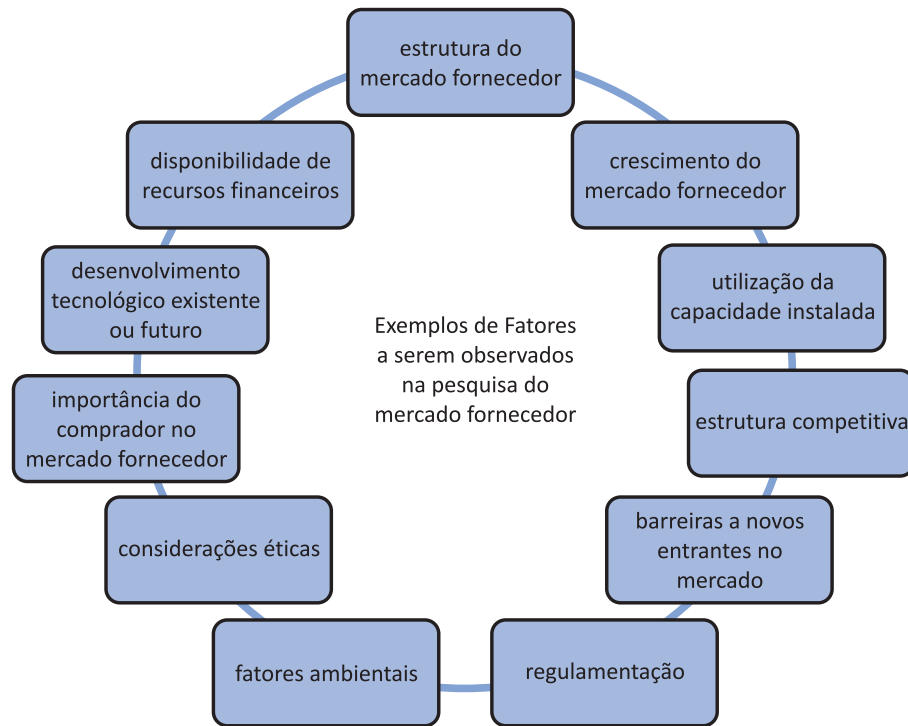 estrutura do
mercado fornecedor
crescimento do
mercado fornecedor
utilização da
capacidade instalada
estrutura competitiva
barreiras a novos
entrantes no
mercado
regulamentação
fatores ambientais
considerações éticas
importância do
comprador no
mercado fornecedor
desenvolvimento
tecnológico existente
ou futuro
disponibilidade de
recursos financeiros
Exemplos de Fatores
a serem observados
na pesquisa do
mercado fornecedor